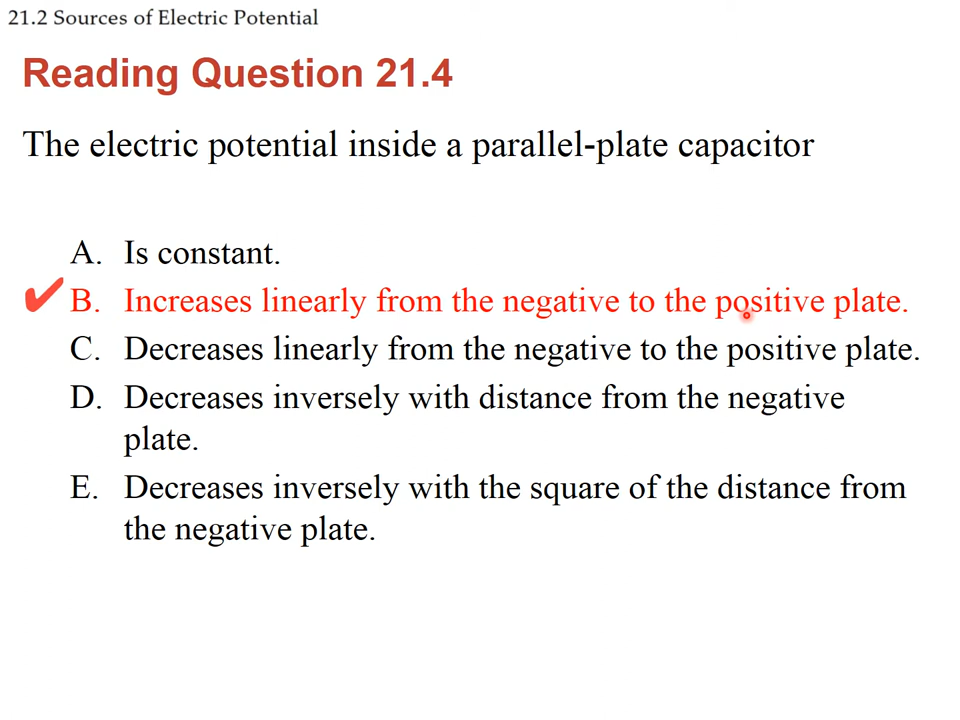 21.2 Sources of Electric Potential
Reading Question 21.4
The electric potential inside a parallel-plate capacitor
A. Is constant.
B. Increases linearly from the negative to the positive plate.
C. Decreases linearly from the negative to the positive plate.
D. Decreases inversely with distance from the negative
plate.
E. Decreases inversely with the square of the distance from
the negative plate.